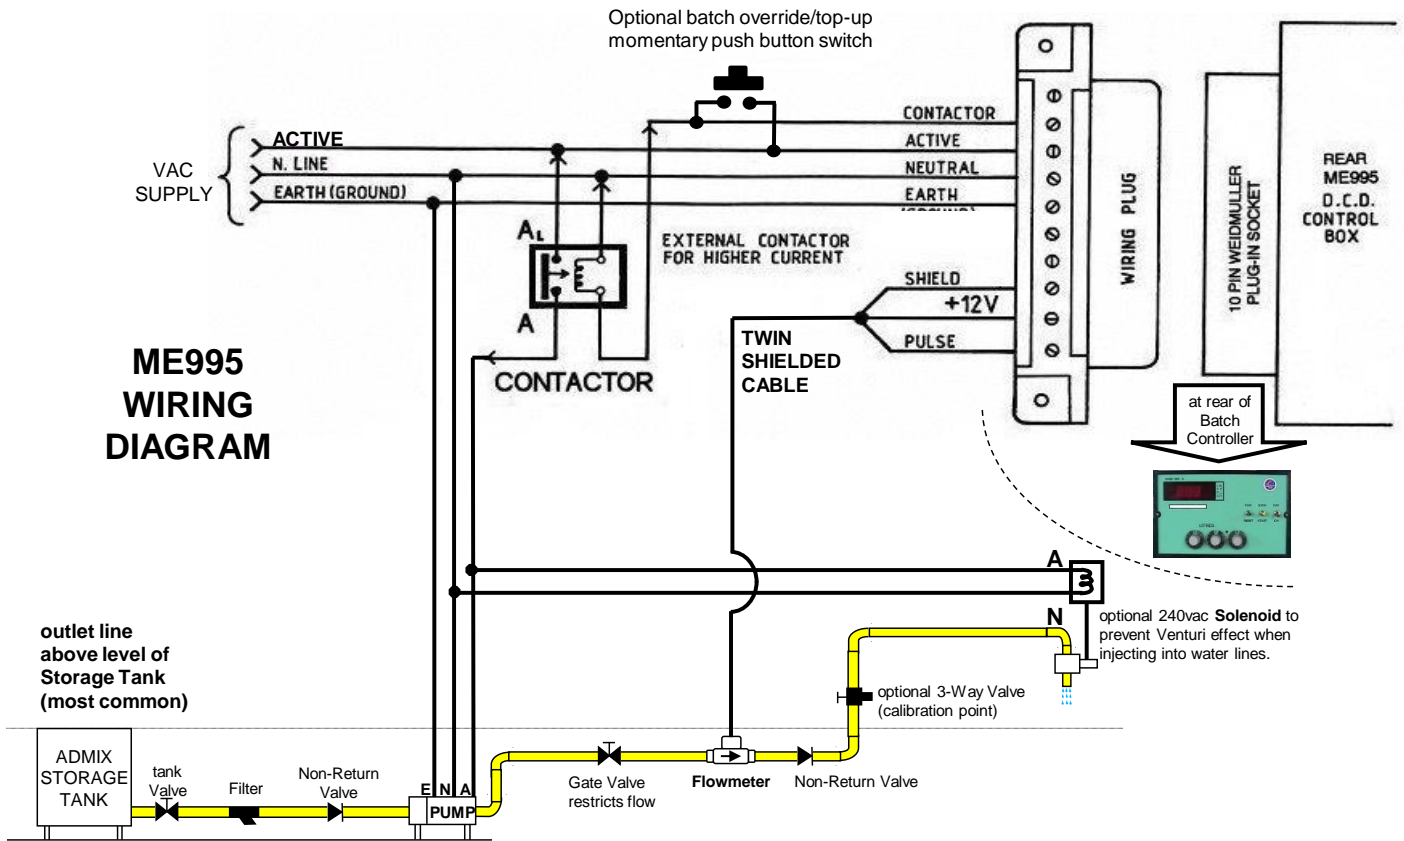 Optional batch override/top-up
momentary push button switch
CONTACTOR
ACTIVE
ACTIVE
N. LINE
NEUTRAL
EARTH (GROUND)
EARTH
VAC
SUPPLY
AL
A
EXTERNAL CONTACTOR
FOR HIGHER CURRENT
SHIELD
+12V
PULSE
WIRING PLUG
10 PIN WEIDMULLER
PLUG-IN SOCKET
REAR
ME995
D.C.D.
CONTROL
BOX
TWIN
SHIELDED
CABLE
CONTACTOR
ME995
WIRING
DIAGRAM
at rear of
Batch
Controller
A
N
optional 240vac Solenoid to
prevent Venturi effect when
injecting into water lines.
outlet line
above level of
Storage Tank
(most common)
optional 3-Way Valve
(calibration point)
ADMIX
STORAGE
TANK
tank
Valve
Filter
Non-Return
Valve
E N A
PUMP
Gate Valve
restricts flow
Flowmeter
Non-Return Valve